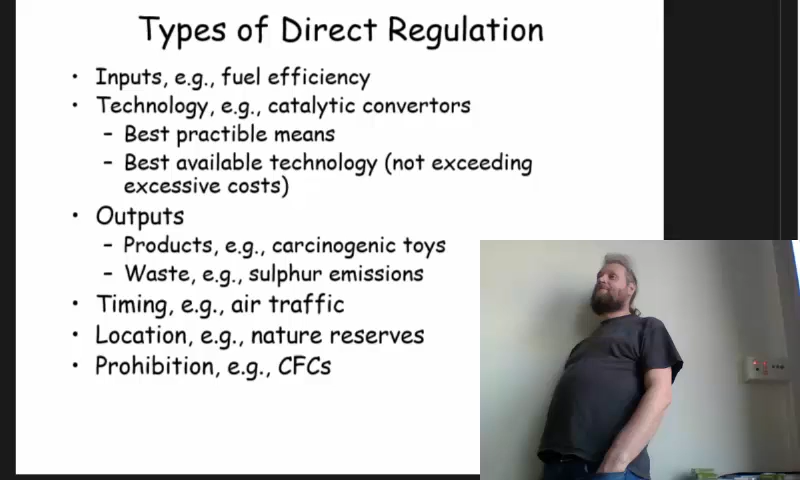 Types of Direct Regulation
• Inputs, e.g., fuel efficiency
• Technology, e.g., catalytic convertors
– Best practible means
– Best available technology (not exceeding
excessive costs)
• Outputs
– Products, e.g., carcinogenic toys
– Waste, e.g., sulphur emissions
• Timing, e.g., air traffic
• Location, e.g., nature reserves
• Prohibition, e.g., CFCs